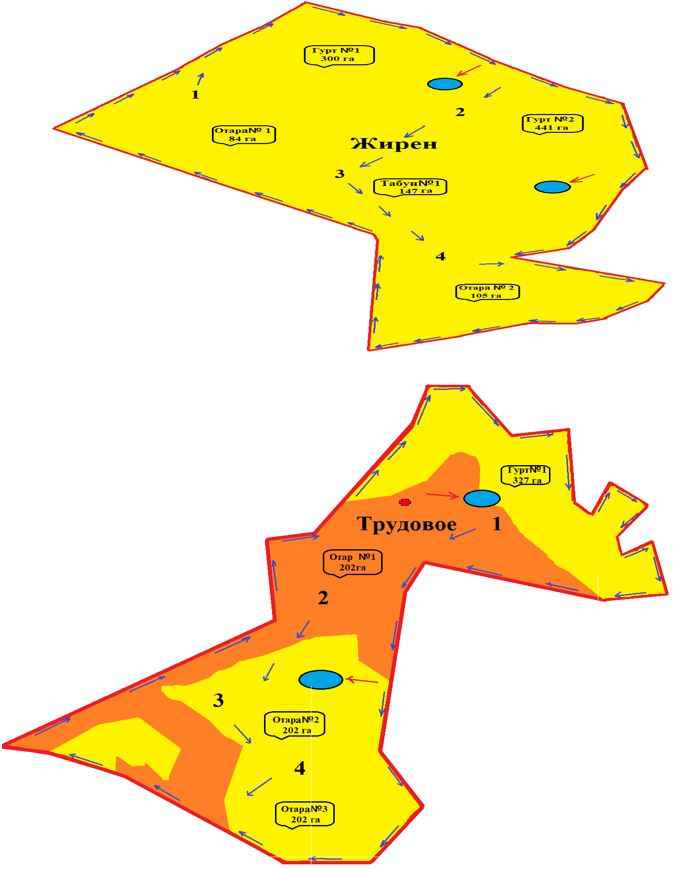 Гурт №1
300 га
1
2
Отара№ 1
84 га
Гурт №2
441 га
Жирен
3
Табун№1
147 га
4
Отара № 2
105 га
Гурт№1
327 га
Трудовое
1
Отар №1
202га
2
3
Отара№2
202 га
4
Отара№3
202 га